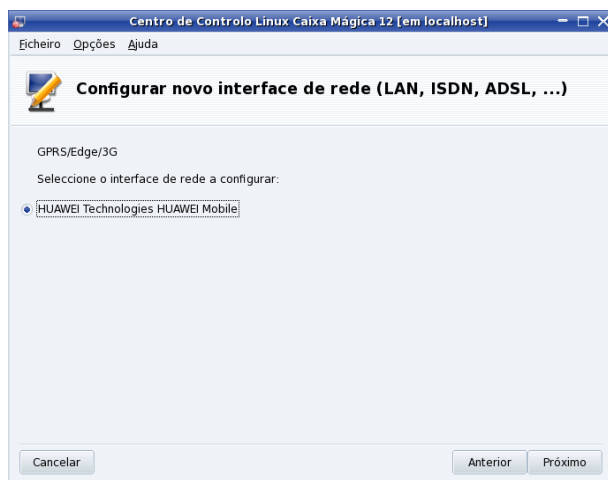 Centro de Controlo Linux Caixa Mágica 12 [em localhost]
Ficheiro Opções Ajuda
Configurar novo interface de rede (LAN, ISDN, ADSL, ...)
GPRS/Edge/3G
Seleccione o interface de rede a configurar:
HUAWEI Technologies HUAWEI Mobile
Cancelar Anterior Próximo